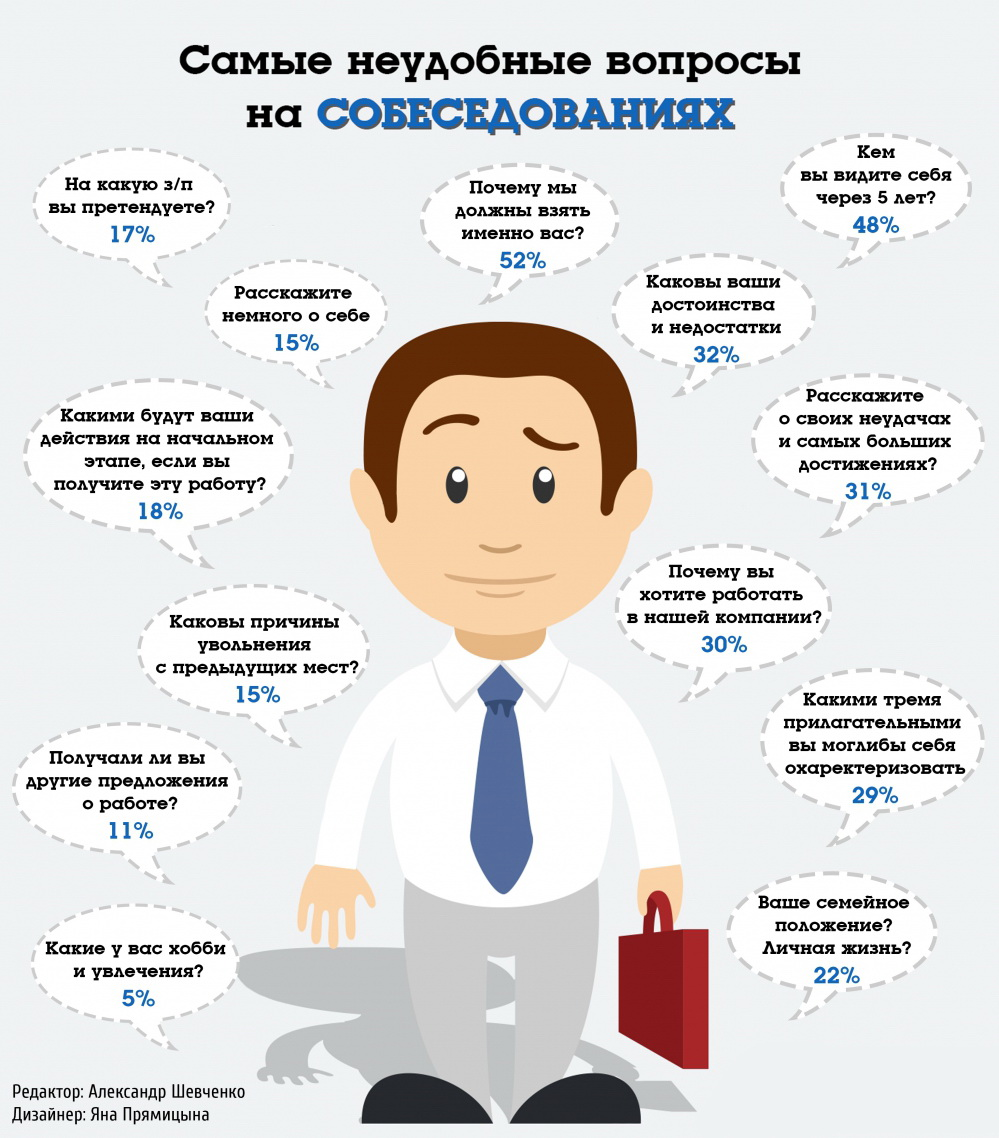 Самые неудобные вопросы
на СОБЕСЕДОВАНИЯХ
На какую з/п
вы претендуете?
17%
Почему мы
должны взять
именно вас?
52%
Кем
вы видите себя
через 5 лет?
48%
Расскажите
немного о себе
15%
Каковы ваши
достоинства
и недостатки
32%
Какими будут ваши
действия на начальном
этапе, если вы
получите эту работу?
18%
Расскажите
о своих неудачах
и самых больших
достижениях?
31%
Каковы причины
увольнения
с предыдущих мест?
15%
Почему вы
хотите работать
в нашей компании?
30%
Получали ли вы
другие предложения
о работе?
11%
Какими тремя
прилагательными
вы моглибы себя
охаректеризовать
29%
Какие у вас хобби
и увлечения?
5%
Ваше семейное
положение?
Личная жизнь?
22%
Редактор: Александр Шевченко
Дизайнер: Яна Прямицына